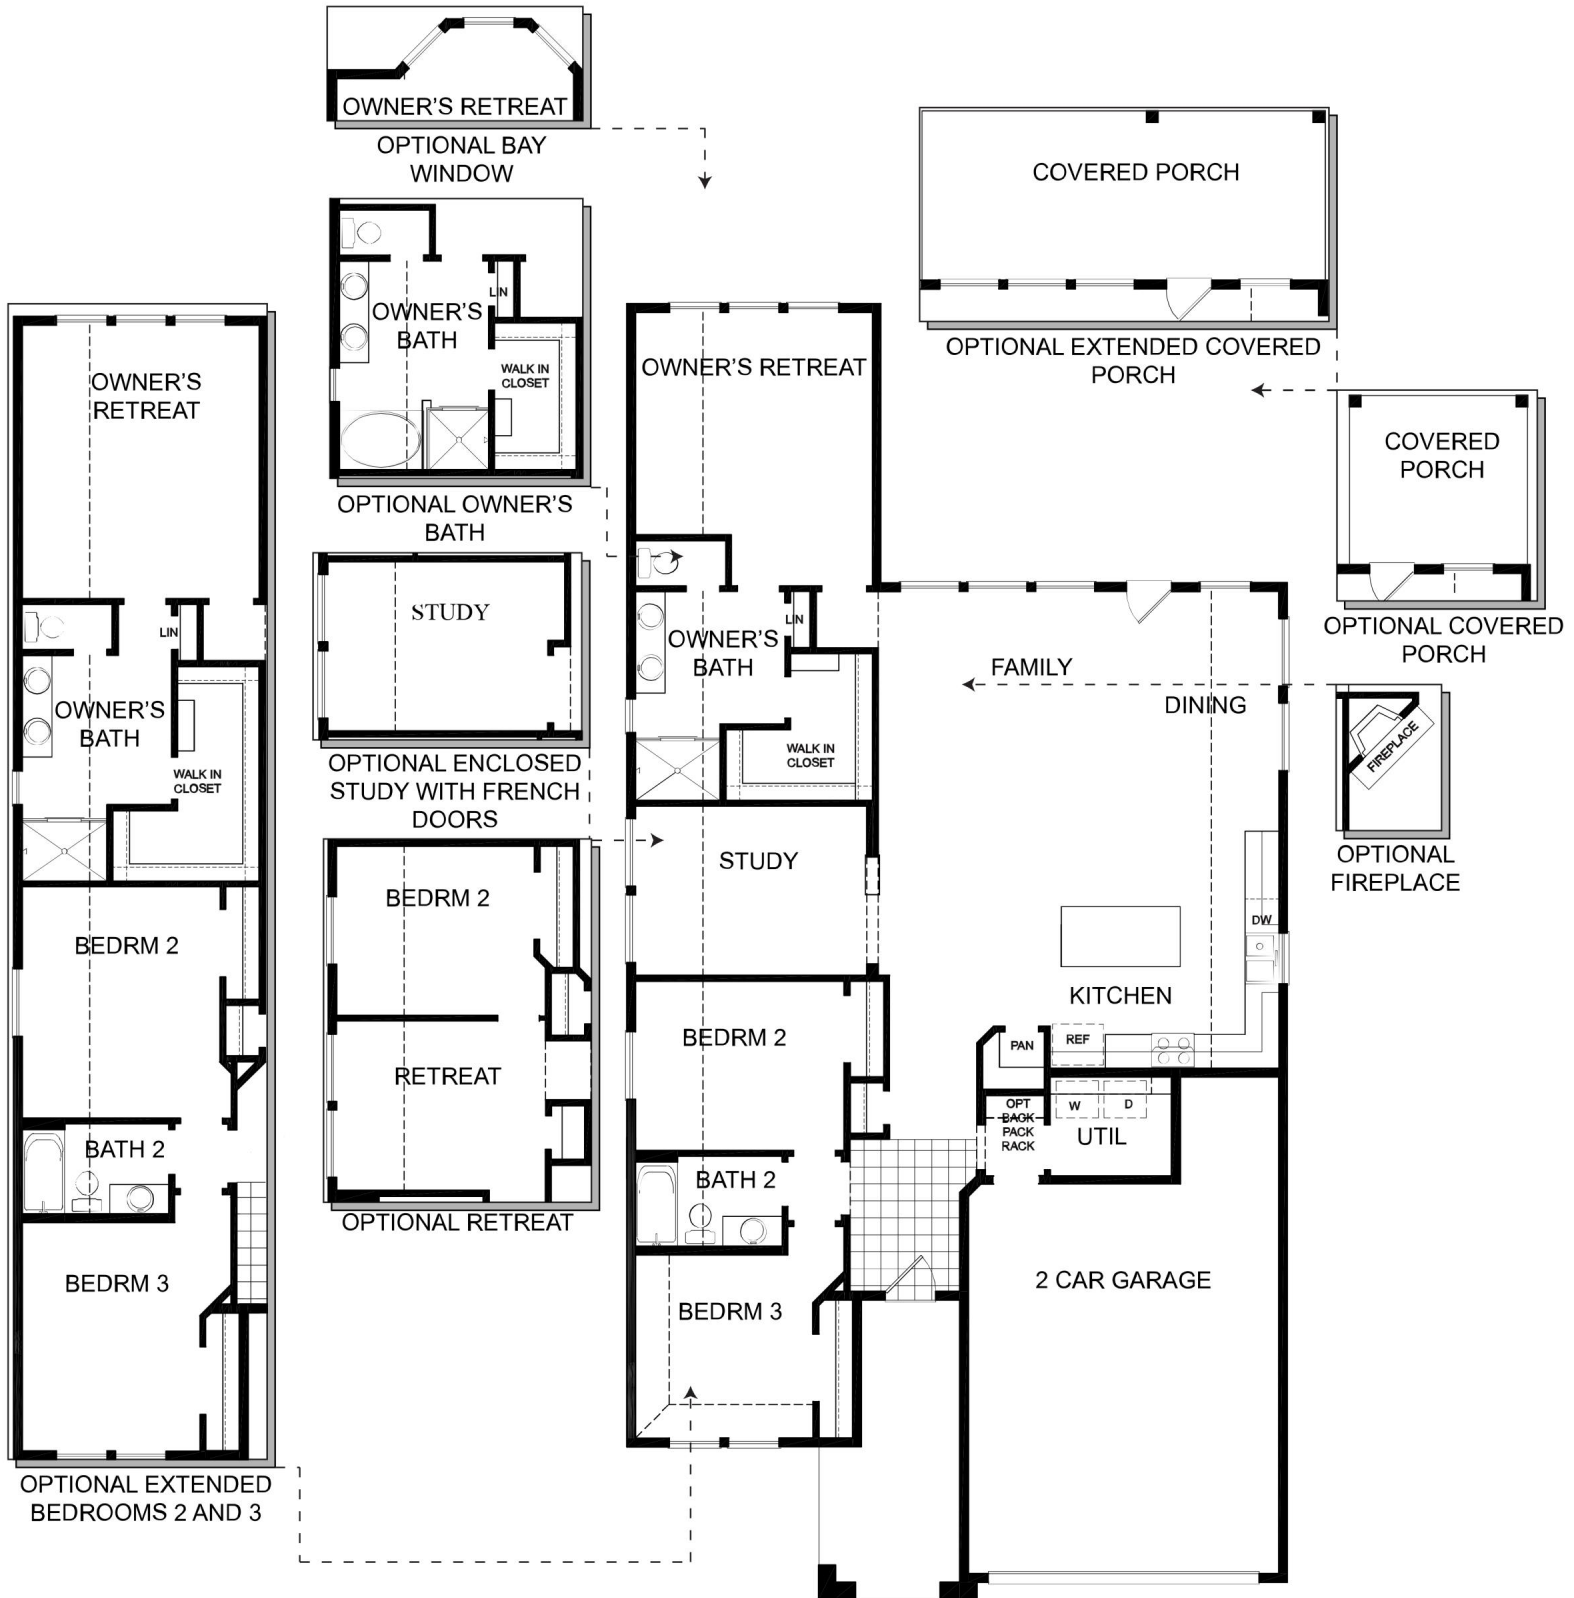 OWNER'S RETREAT
OPTIONAL BAY
WINDOW
OWNER'S
BATH
LIN
WALK IN
CLOSET
OPTIONAL OWNER'S
BATH
STUDY
OPTIONAL ENCLOSED
STUDY WITH FRENCH
DOORS
BEDRM 2
RETREAT
OPTIONAL RETREAT
OWNER'S
RETREAT
LIN
OWNER'S
BATH
WALK IN
CLOSET
BEDRM 2
BATH 2
BEDRM 3
OPTIONAL EXTENDED
BEDROOMS 2 AND 3
OWNER'S RETREAT
LIN
OWNER'S
BATH
WALK IN
CLOSET
STUDY
BEDRM 2
BATH 2
BEDRM 3
FAMILY
DINING
DW
KITCHEN
PAN
REF
OPT
BACK
PACK
RACK
W
D
UTIL
2 CAR GARAGE
COVERED PORCH
OPTIONAL EXTENDED COVERED
PORCH
COVERED
PORCH
OPTIONAL COVERED
PORCH
FIREPLACE
OPTIONAL
FIREPLACE